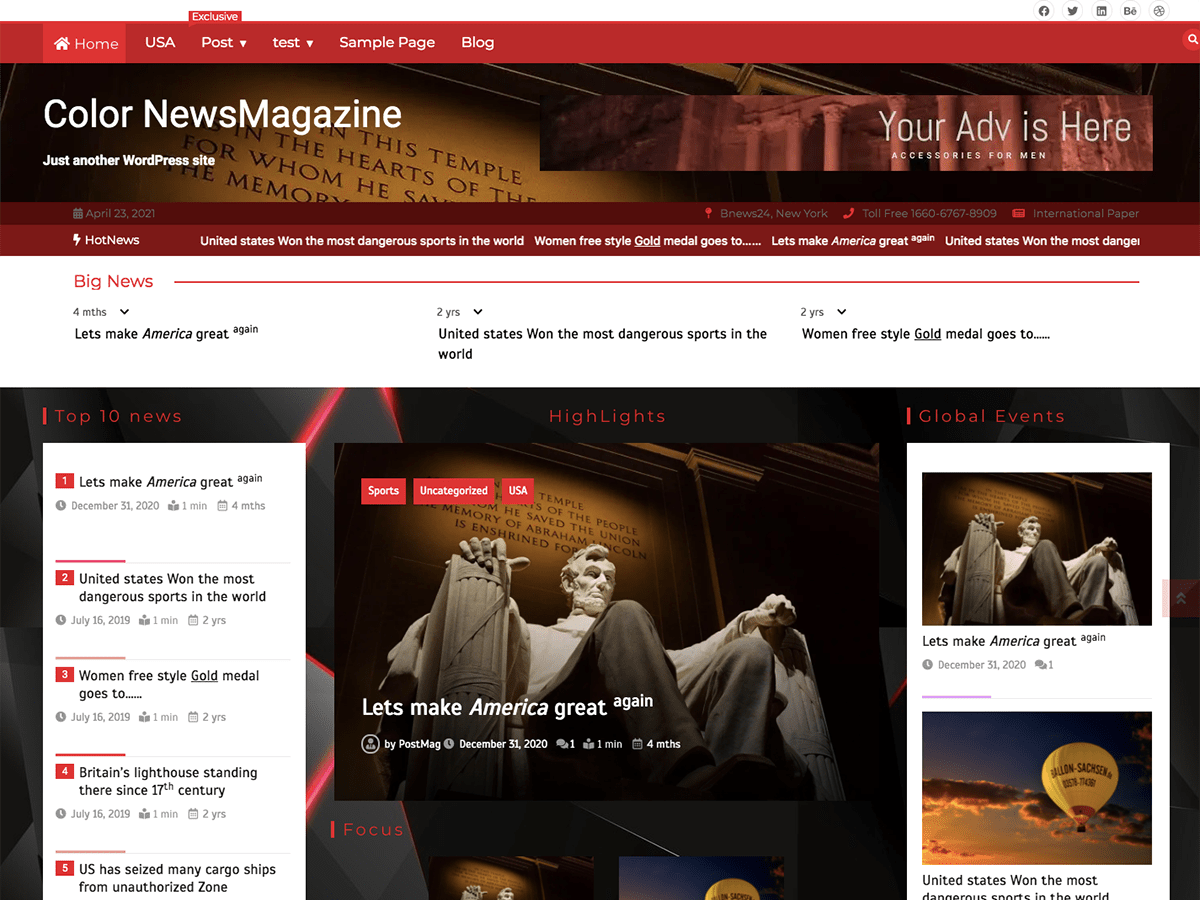 Exclusive
Home USA Post test Sample Page Blog
Color NewsMagazine
Just another WordPress site
IN THIS TEMPLE
IN THE HEARTS OF THE
FOR WHOM HE SAVED
THE MEMORY OF
Your Adv is Here
ACCESSORIES FOR MEN
April 23, 2021
Bnews24, New York Toll Free 1660-6767-8909 International Paper
HotNews
United states Won the most dangerous sports in the world Women free style Gold medal goes to...... Lets make America great again United states Won the most danger
Big News
4 mths
Lets make America great again
2 yrs
United states Won the most dangerous sports in the
world
2 yrs
Women free style Gold medal goes to......
Top 10 news
1 Lets make America great again
December 31, 2020 1 min 4 mths
2 United states Won the most
dangerous sports in the world
July 16, 2019 1 min 2 yrs
3 Women free style Gold medal
goes to......
July 16, 2019 1 min 2 yrs
4 Britain’s lighthouse standing
there since 17th century
July 16, 2019 1 min 2 yrs
5 US has seized many cargo ships
from unauthorized Zone
HighLights
Sports Uncategorized USA
IN THIS TEMPLE
OF THE PEOPLE
HE SAVED THE UNION
MEMORY OF ABRAHAM LINCOLN
IS ENSHRINED FOREVER
Lets make America great again
by PostMag December 31, 2020 1 1 min 4 mths
Focus
Global Events
Lets make America great again
December 31, 2020 1
BALLON-SACHSEN.de
United states Won the most
dangerous sports in the world